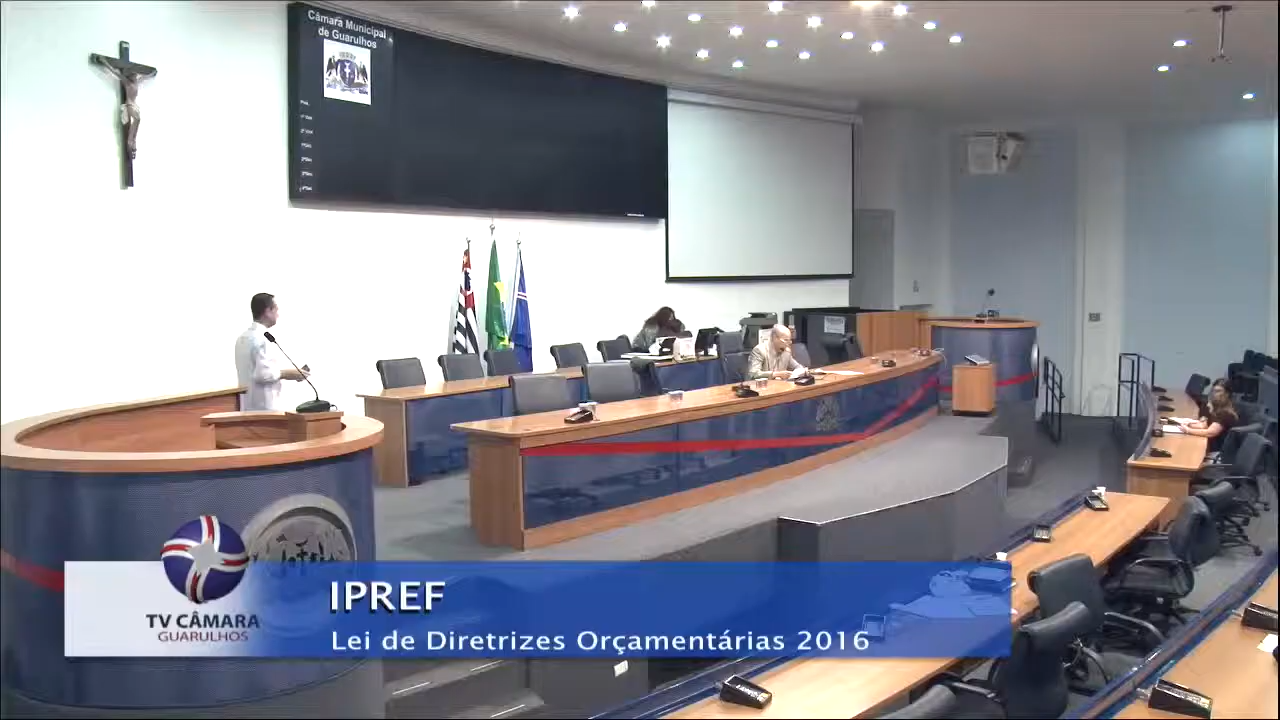 Câmara Municipal
de Guarulhos
IPREF
Lei de Diretrizes Orçamentárias 2016
TV CÂMARA
GUARULHOS